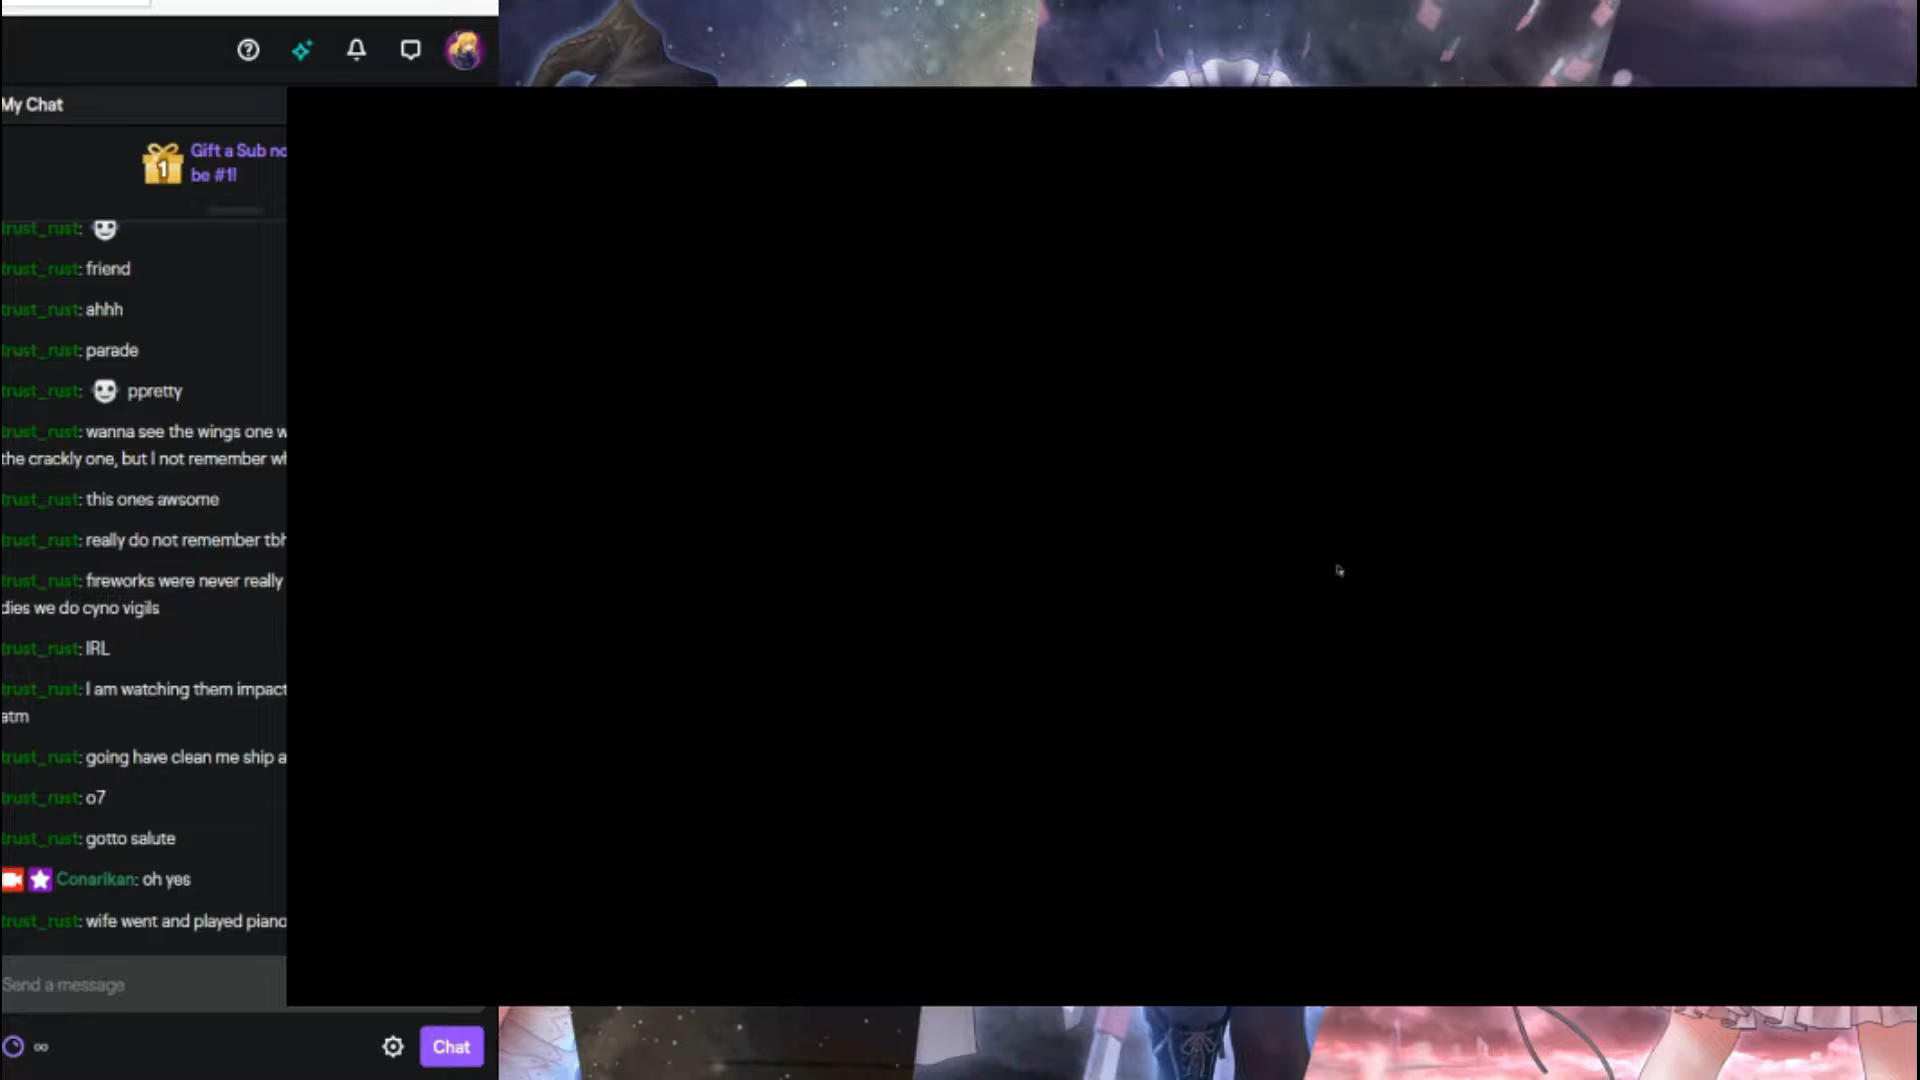 My Chat
1
Gift a Sub
be #1!
trust_rust:
trust_rust: friend
trust_rust: ahhh
trust_rust: parade
trust_rust: ppretty
trust_rust: wanna see the wings one
the crackly one, but I not remember
trust_rust: this ones awsome
trust_rust: really do not remember
trust_rust: fireworks were never really
dies we do cyno vigils
trust_rust: IRL
trust_rust: I am watching them impact
atm
trust_rust: going have clean me ship
trust_rust: o7
trust_rust: gotto salute
Conarikan: oh yes
trust_rust: wife went and played piano
Send a message
∞
Chat